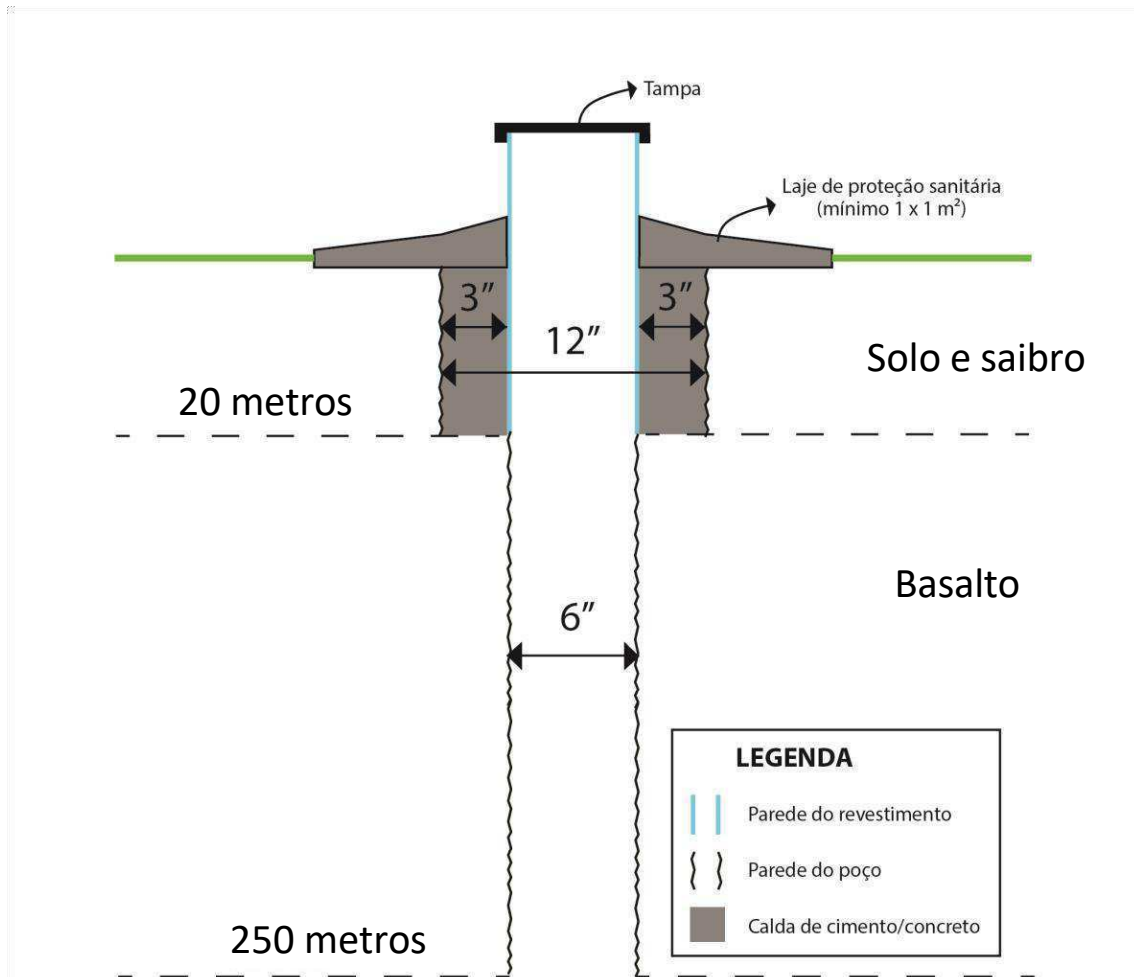 Tampa
Laje de proteção sanitária
(mínimo 1 x 1 m²)
3” 3”
12”
Solo e saibro
20 metros
Basalto
6”
LEGENDA
Parede do revestimento
Parede do poço
Calda de cimento/concreto
250 metros